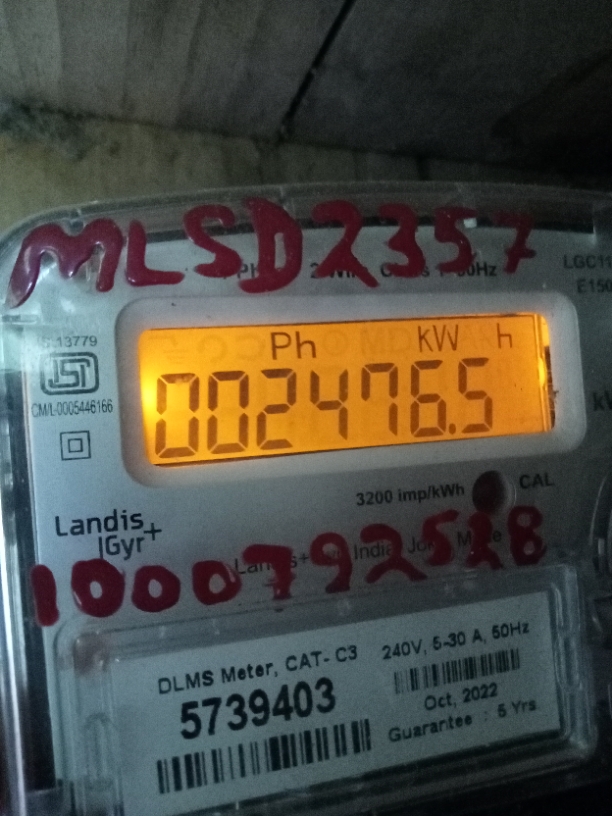 MLSD2357
IS 13779
CM/L-0005446166
Ph kW h
002476.5
3200 imp/kWh CAL
Landis+
Gyr
1000792528
DLMS Meter, CAT- C3
240V, 5-30 A, 50Hz
5739403
Oct, 2022
Guarantee : 5 Yrs